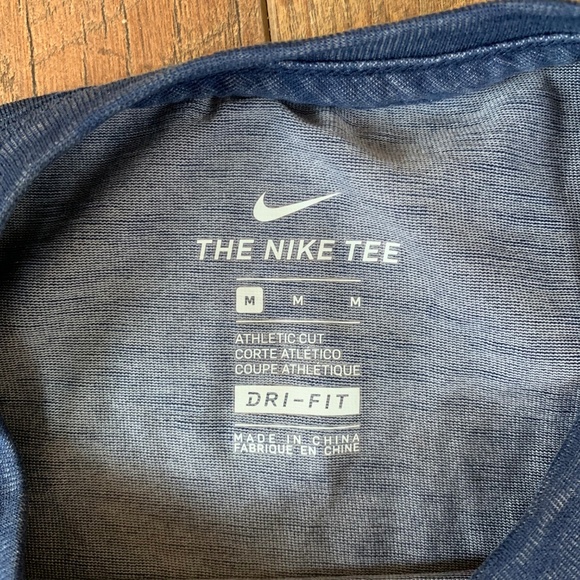 THE NIKE TEE
M M M
ATHLETIC CUT
CORTE ATLÉTICO
COUPE ATHLÉTIQUE
DRI-FIT
MADE IN CHINA
FABRIQUÉ EN CHINE